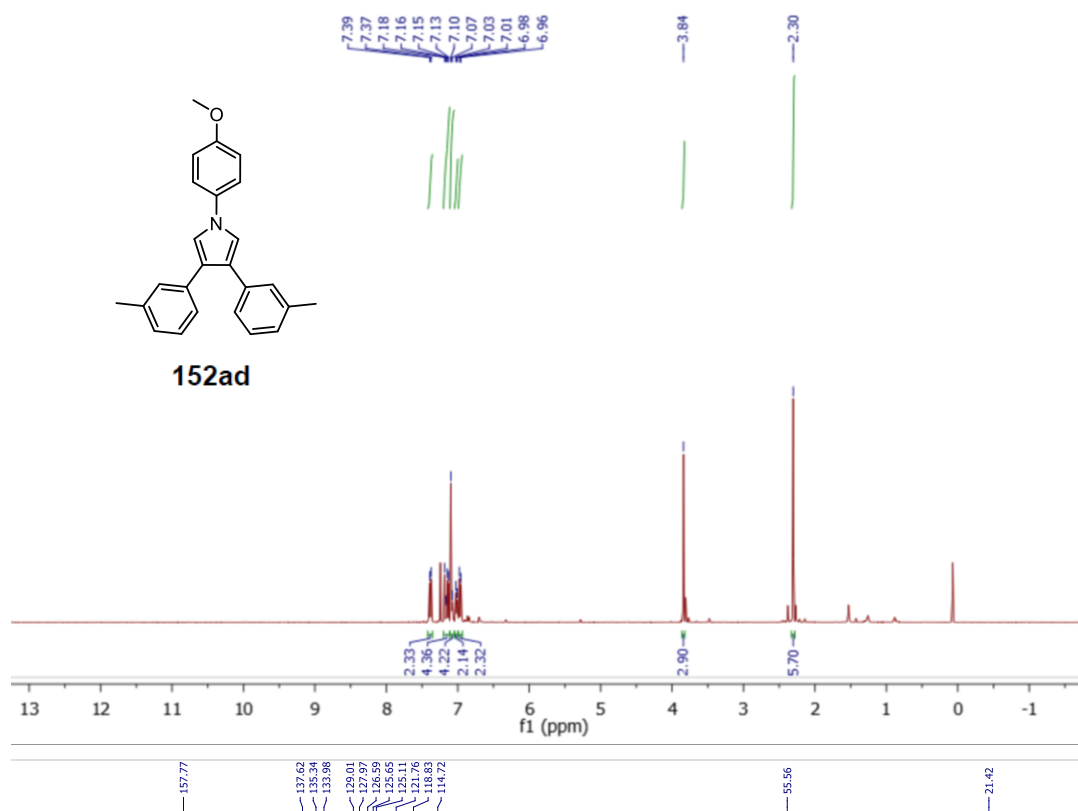 7.39 7.37 7.18 7.16 7.15 7.13 7.10 7.07 7.03 7.01 6.98 6.96 3.84 2.30
O
N
152ad
2.33 4.36 4.22 2.14 2.32 2.90 5.70
13 12 11 10 9 8 7 6 5 4 3 2 1 0 -1
f1 (ppm)
157.77 137.62 135.34 133.98 129.01 127.97 126.59 125.65 125.11 121.76 118.83 114.72 55.56 21.42